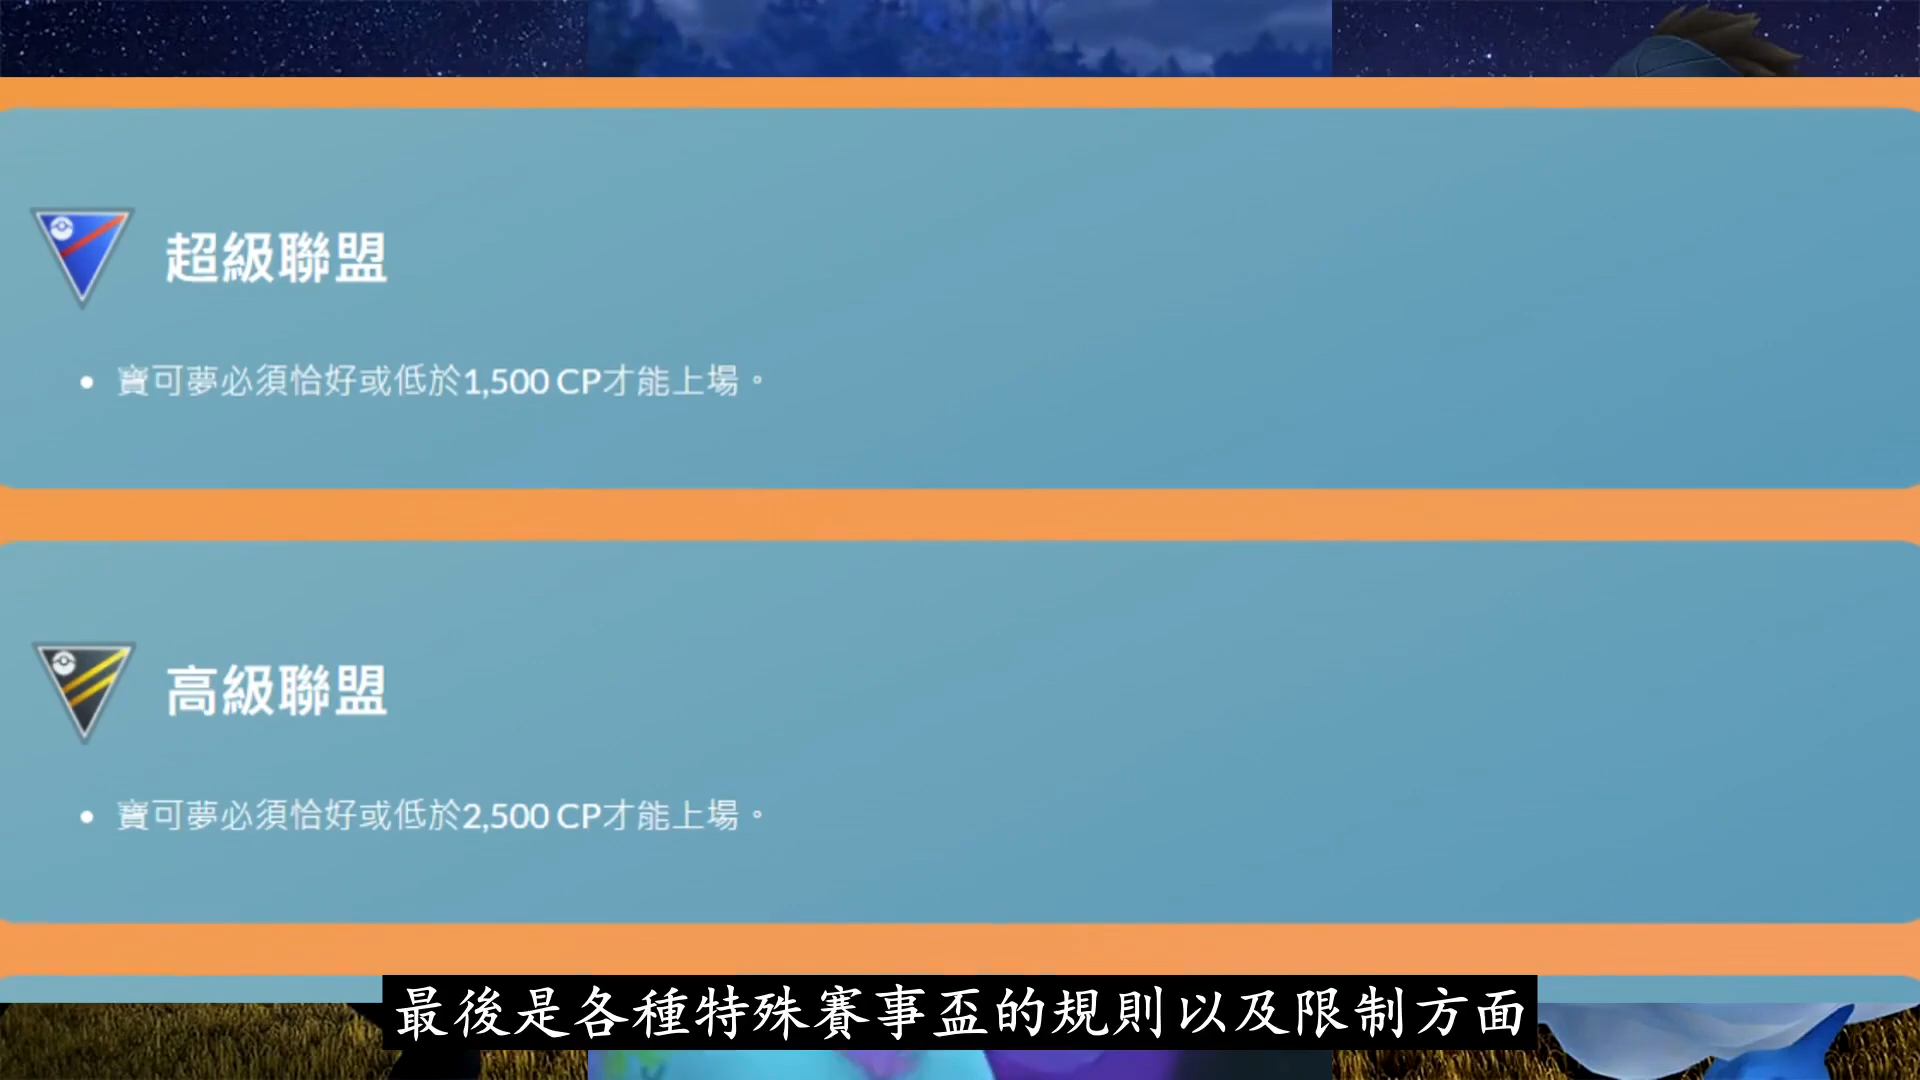 超級聯盟
• 寶可夢必須恰好或低於1,500 CP才能上場。
高級聯盟
• 寶可夢必須恰好或低於2,500 CP才能上場。
最後是各種特殊賽事盃的規則以及限制方面